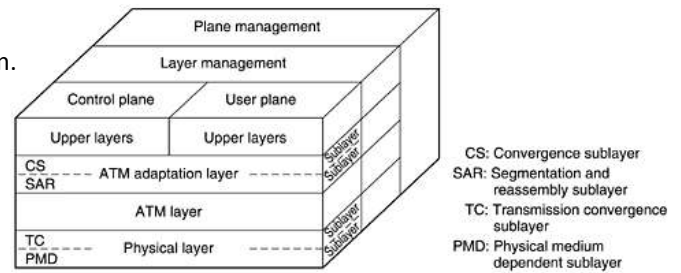 n.
Plane management
Layer management
Control plane
User plane
Upper layers
Upper layers
Sublayer
Sublayer
CS
ATM adaptation layer
SAR
ATM layer
Sublayer
Sublayer
TC
Physical layer
PMD
CS: Convergence sublayer
SAR: Segmentation and
reassembly sublayer
TC: Transmission convergence
sublayer
PMD: Physical medium
dependent sublayer